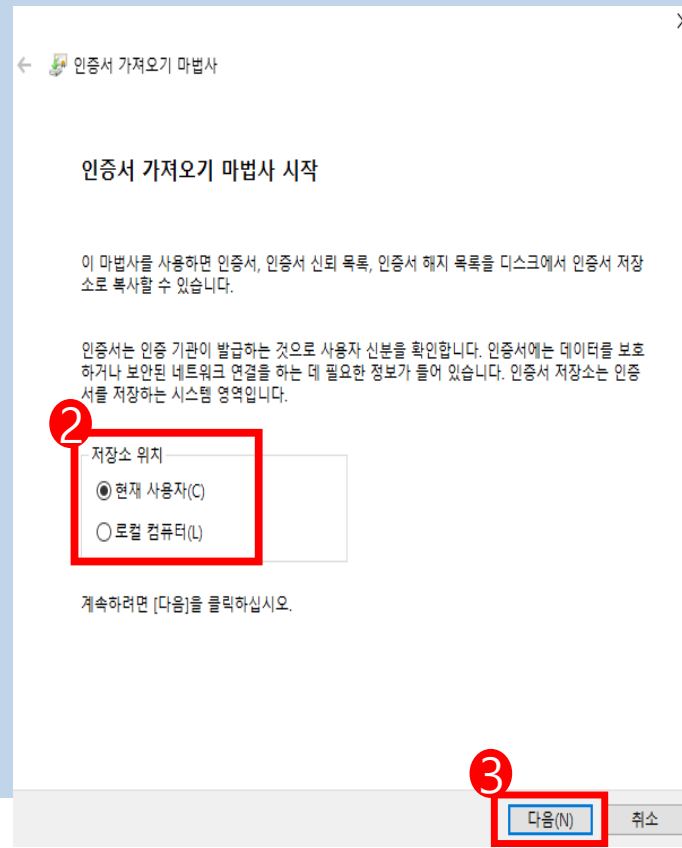 인증서 가져오기 마법사
인증서 가져오기 마법사 시작
이 마법사를 사용하면 인증서, 인증서 신뢰 목록, 인증서 해지 목록을 디스크에서 인증서 저장
소로 복사할 수 있습니다.
인증서는 인증 기관이 발급하는 것으로 사용자 신분을 확인합니다. 인증서에는 데이터를 보호
하거나 보안된 네트워크 연결을 하는 데 필요한 정보가 들어 있습니다. 인증서 저장소는 인증
서를 저장하는 시스템 영역입니다.
2
저장소 위치
현재 사용자(C)
로컬 컴퓨터(L)
계속하려면 [다음]을 클릭하십시오.
3
다음(N)
취소